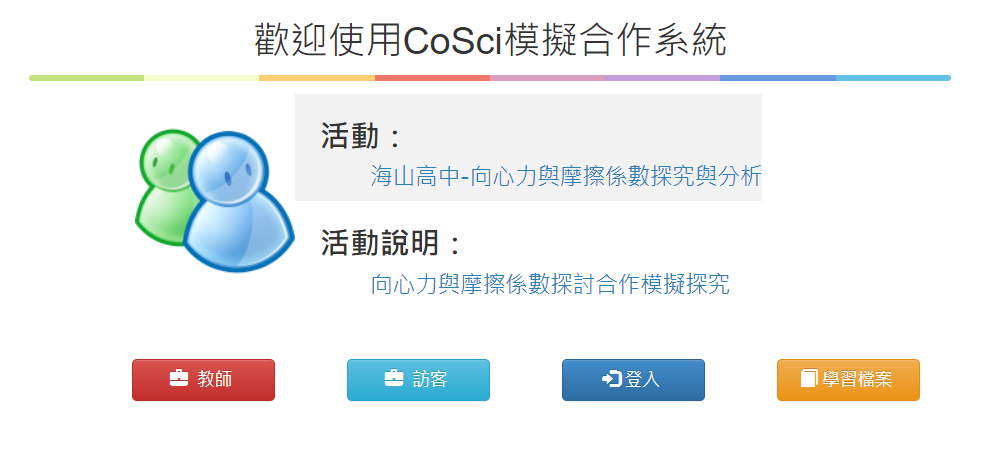 歡迎使用CoSci模擬合作系統
活動：
海山高中-向心力與摩擦係數探究與分析
活動說明：
向心力與摩擦係數探討合作模擬探究
教師
訪客
登入
學習檔案